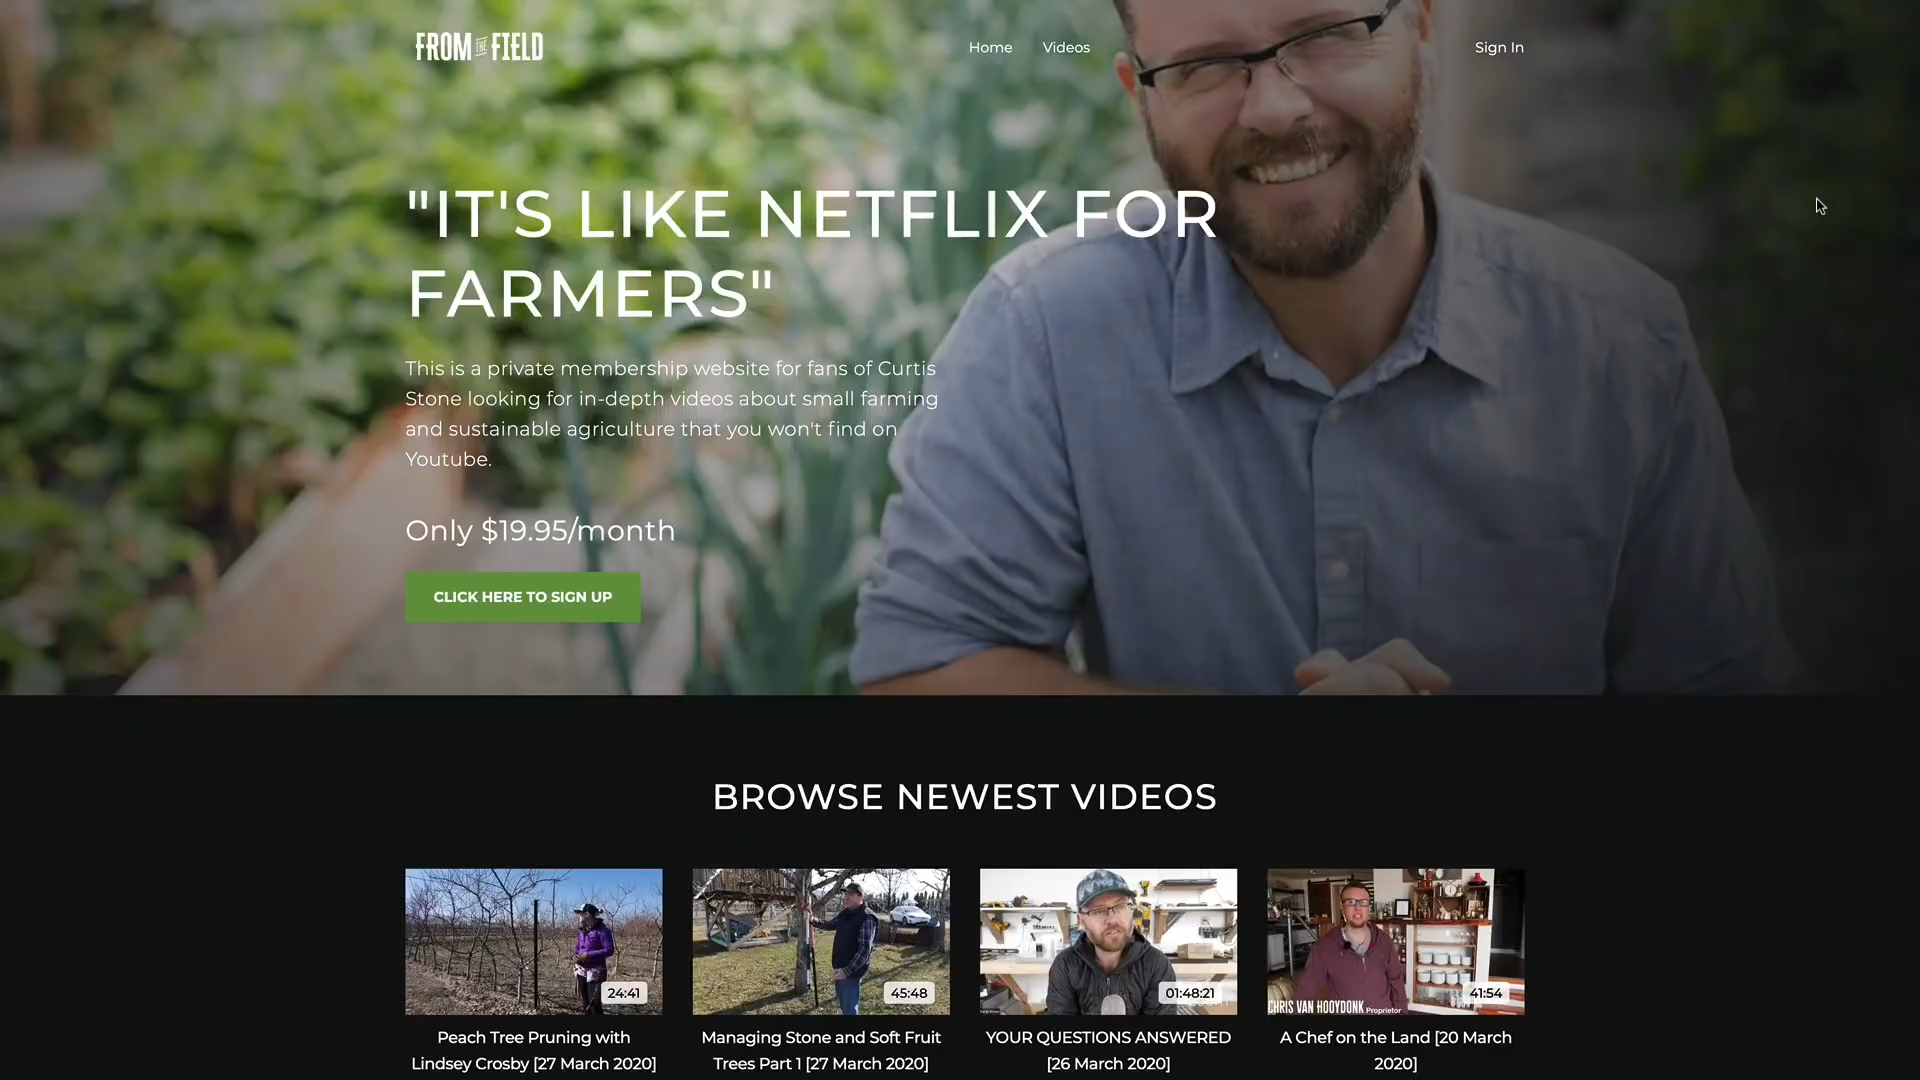 FROM THE FIELD
Home
Videos
Sign In
"IT'S LIKE NETFLIX FOR
FARMERS"
This is a private membership website for fans of Curtis
Stone looking for in-depth videos about small farming
and sustainable agriculture that you won't find on
Youtube.
Only $19.95/month
CLICK HERE TO SIGN UP
BROWSE NEWEST VIDEOS
24:41
45:48
01:48:21
CHRIS VAN HOOYDONK Proprietor
41:54
Peach Tree Pruning with
Lindsey Crosby [27 March 2020]
Managing Stone and Soft Fruit
Trees Part 1 [27 March 2020]
YOUR QUESTIONS ANSWERED
[26 March 2020]
A Chef on the Land [20 March
2020]